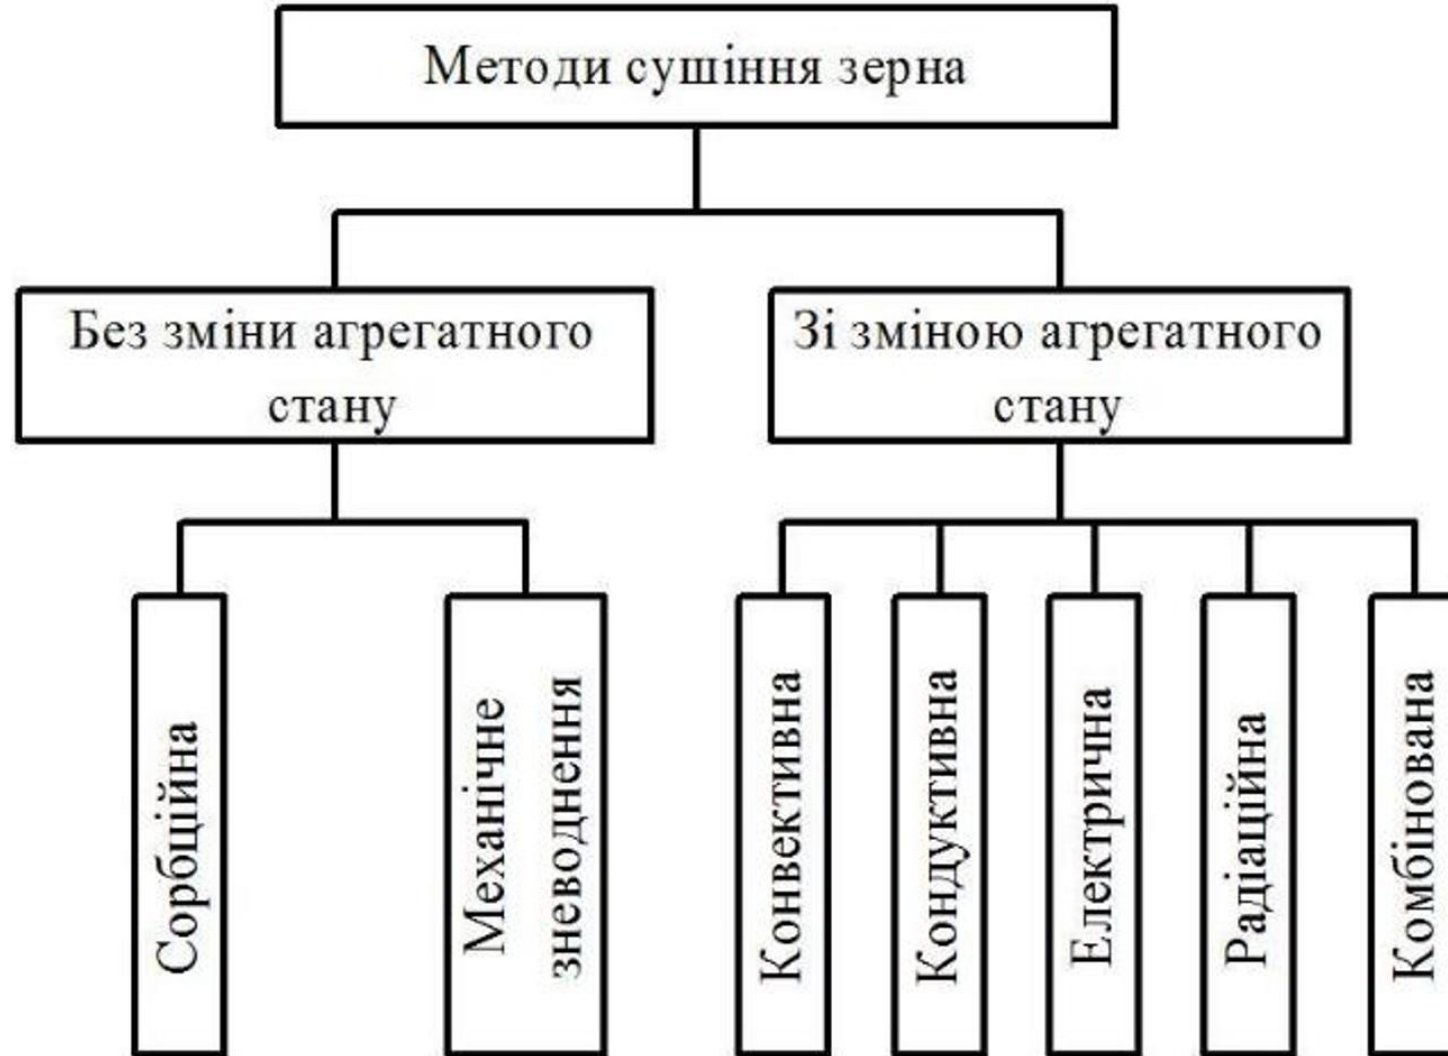 Методи сушіння зерна
Без зміни агрегатного
стану
Зі зміною агрегатного
стану
Сорбційна
Механічне
зневоднення
Конвективна
Кондуктивна
Електрична
Радіаційна
Комбінована